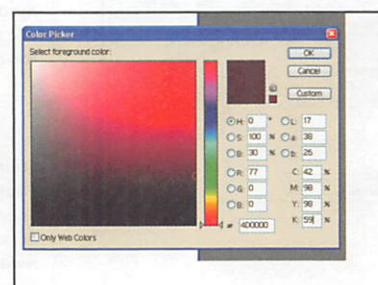 Color Picker
Select foreground color:
OK
Cancel
Custom
H: 0 °
S: 100 %
B: 30 %
R: 77
G: 0
B: 0
# 4D0000
L: 17
a: 38
b: 25
C: 42 %
M: 98 %
Y: 98 %
K: 59 %
Only Web Colors